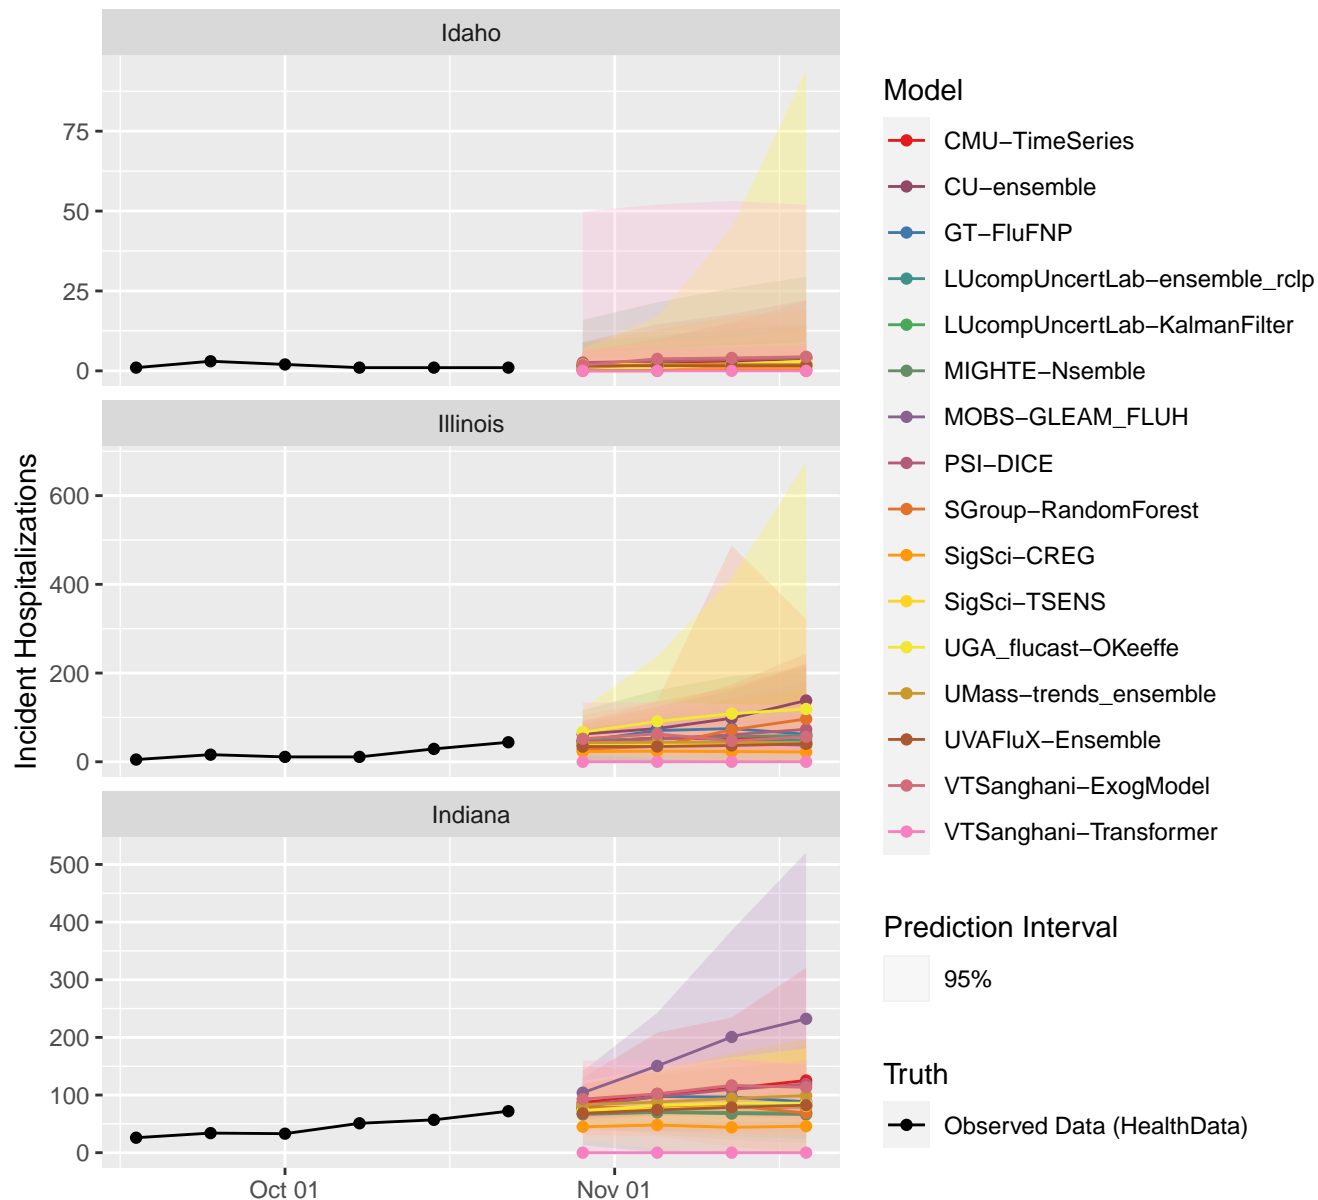 Idaho
75
50
25
0
Illinois
600
400
200
0
Indiana
500
400
300
200
100
0
Oct 01
Nov 01
Incident Hospitalizations
Model
CMU−TimeSeries
CU−ensemble
GT−FluFNP
LUcompUncertLab−ensemble_rclp
LUcompUncertLab−KalmanFilter
MIGHTE−Nsemble
MOBS−GLEAM_FLUH
PSI−DICE
SGroup−RandomForest
SigSci−CREG
SigSci−TSENS
UGA_flucast−OKeeffe
UMass−trends_ensemble
UVAFluX−Ensemble
VTSanghani−ExogModel
VTSanghani−Transformer
Prediction Interval
95%
Truth
Observed Data (HealthData)